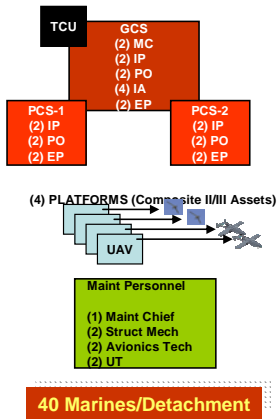 TCU
GCS
(2) MC
(2) IP
(2) PO
(4) IA
(2) EP
PCS-1
(2) IP
(2) PO
(2) EP
PCS-2
(2) IP
(2) PO
(2) EP
(4) PLATFORMS (Composite II/III Assets)
UAV
Maint Personnel
(1) Maint Chief
(2) Struct Mech
(2) Avionics Tech
(2) UT
40 Marines/Detachment